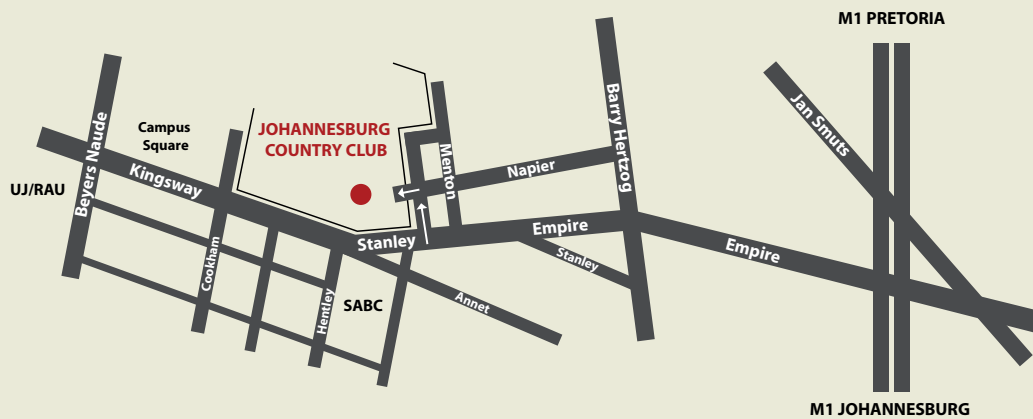 M1 PRETORIA
Beyers Naude
Campus
Square
JOHANNESBURG
COUNTRY CLUB
Menton
Barry Hertzog
Jan Smuts
UJ/RAU
Kingsway
Napier
Stanley
Empire
Empire
Cookham
Stanley
Hentley
SABC
Annet
M1 JOHANNESBURG